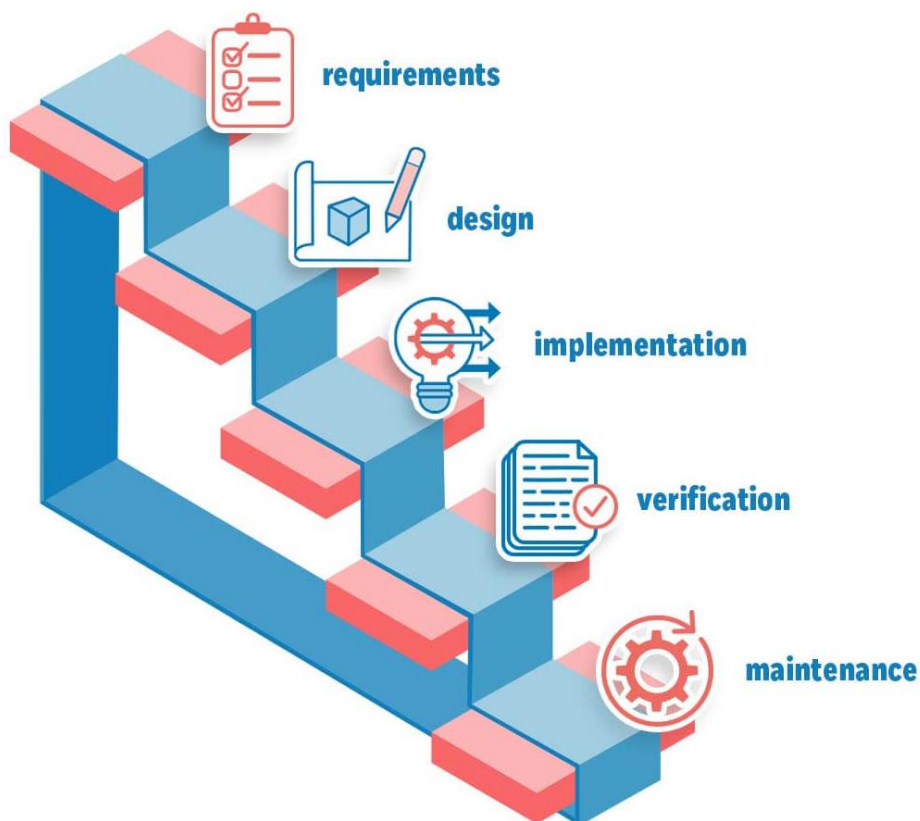 requirements
design
implementation
verification
maintenance